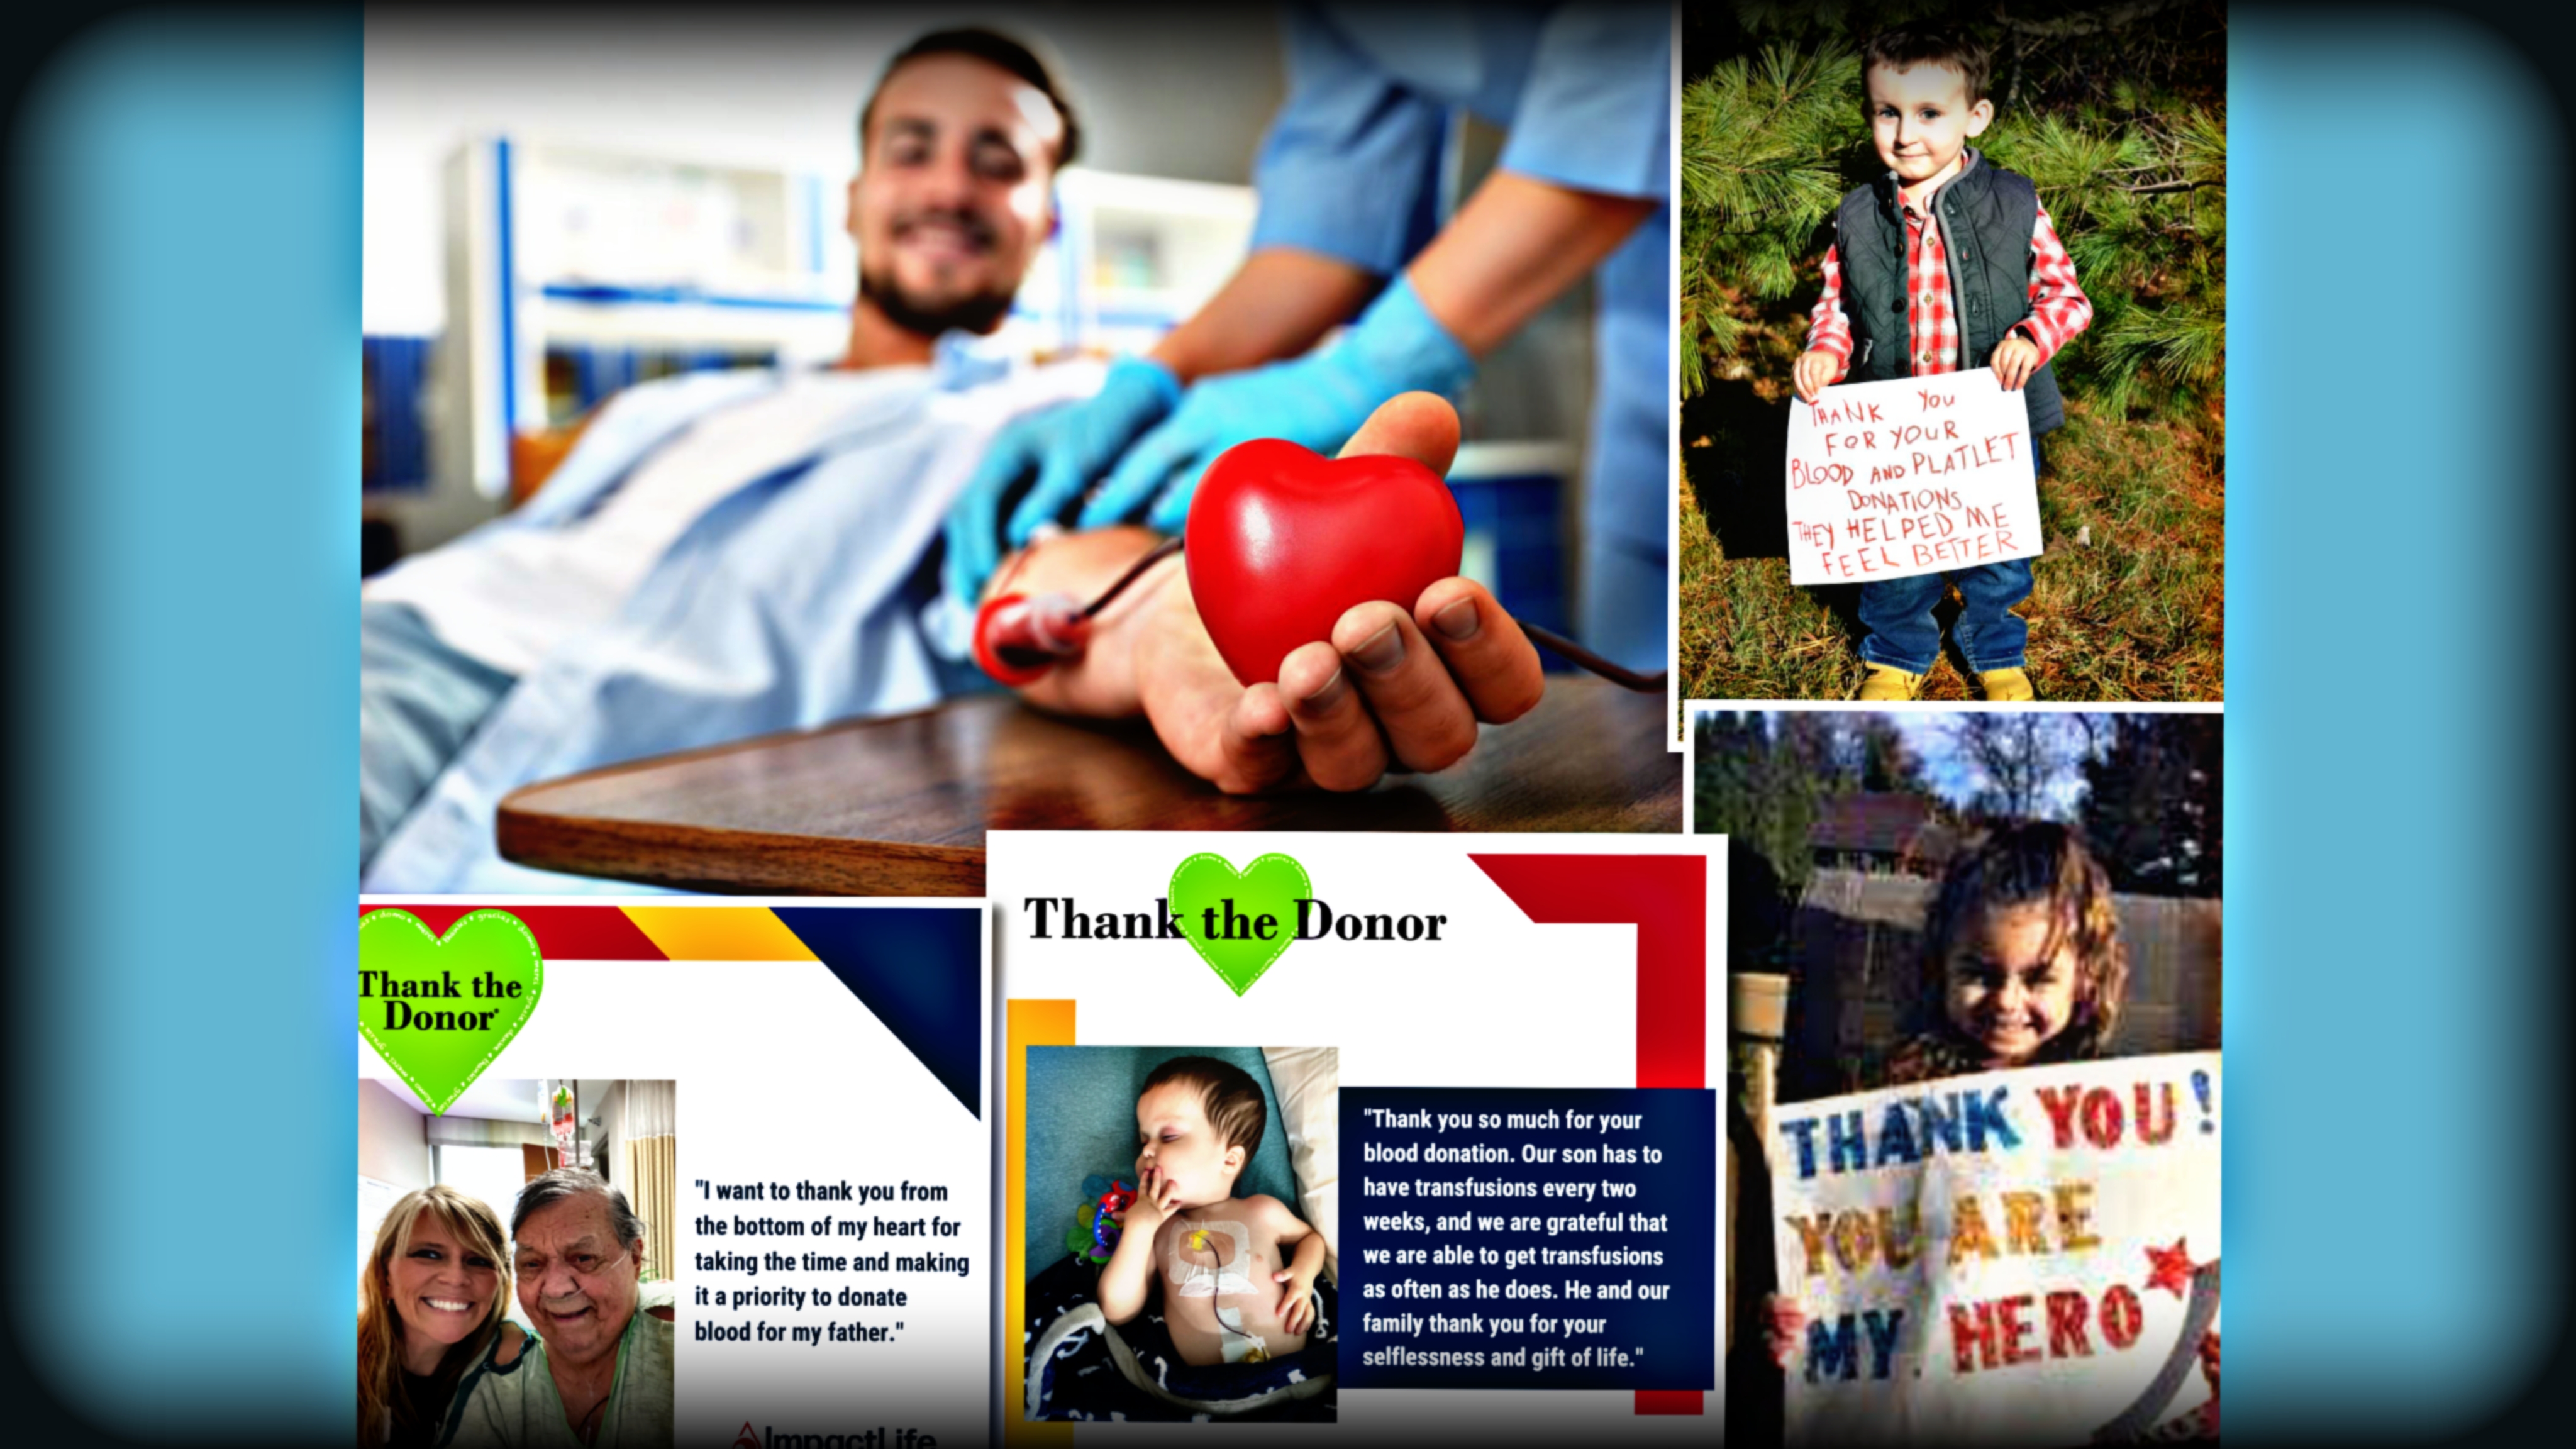 THANK YOU
FOR YOUR
BLOOD AND PLATLET
DONATIONS
THEY HELPED ME
FEEL BETTER
Thank the Donor
Thank the
Donor
"I want to thank you from
the bottom of my heart for
taking the time and making
it a priority to donate
blood for my father."
ImpactLife
"Thank you so much for your
blood donation. Our son has to
have transfusions every two
weeks, and we are grateful that
we are able to get transfusions
as often as he does. He and our
family thank you for your
selflessness and gift of life."
THANK YOU!
YOU ARE
MY HERO